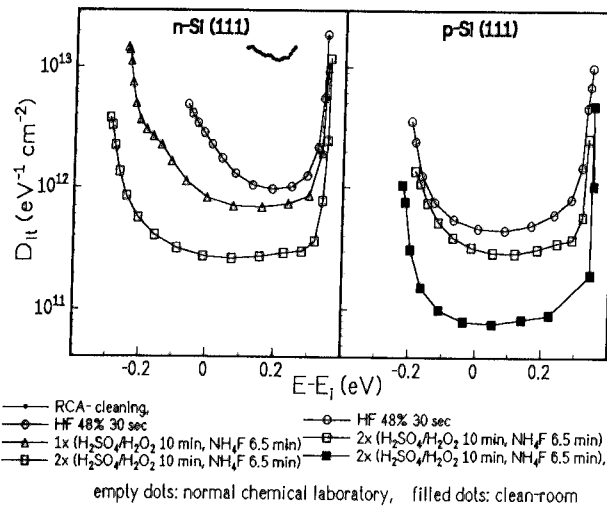 n-Si (111)
p-Si (111)
10¹³
10¹²
10¹¹
D_it (eV⁻¹ cm⁻²)
-0.2 0 0.2 0.4
-0.2 0 0.2
E-E_i (eV)
RCA-cleaning,
HF 48% 30 sec
1x (H₂SO₄/H₂O₂ 10 min, NH₄F 6.5 min)
2x (H₂SO₄/H₂O₂ 10 min, NH₄F 6.5 min)
HF 48% 30 sec
2x (H₂SO₄/H₂O₂ 10 min, NH₄F 6.5 min)
2x (H₂SO₄/H₂O₂ 10 min, NH₄F 6.5 min),
empty dots: normal chemical laboratory, filled dots: clean-room